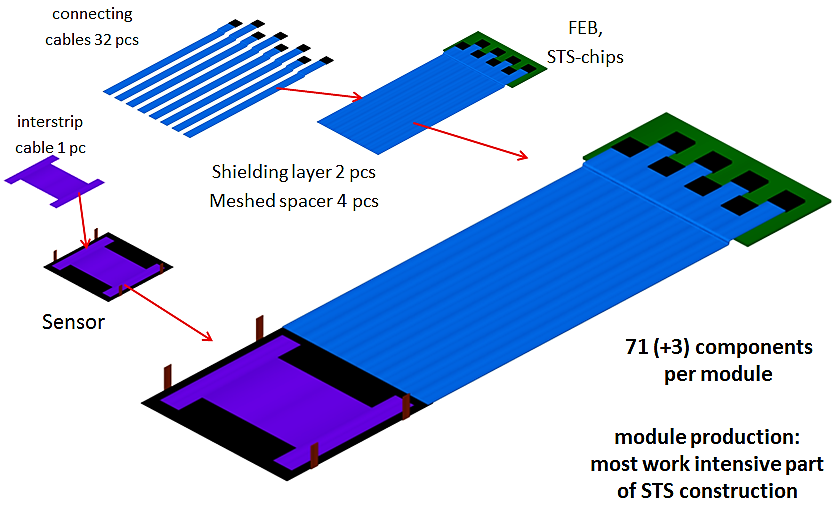 connecting
cables 32 pcs
FEB,
STS-chips
interstrip
cable 1 pc
Shielding layer 2 pcs
Meshed spacer 4 pcs
Sensor
71 (+3) components
per module
module production:
most work intensive part
of STS construction